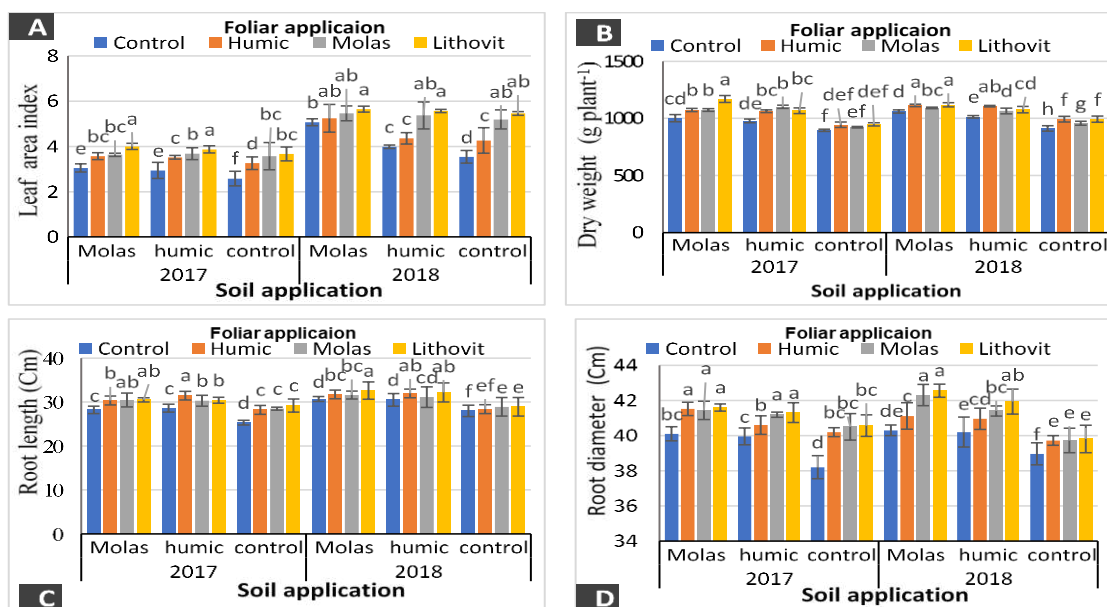 A
Foliar applicaion
Control Humic Molas Lithovit
Leaf area index
8
6
4
2
0
e bc bc a e c b a f d c bc b ab ab a c c ab ab d c ab ab
Molas humic control Molas humic control
2017 2018
Soil application
B
Foliar applicaion
Control Humic Molas Lithovit
Dry weight (g plant⁻¹)
1500
1000
500
0
cd b b a de bc bc bc f def ef def d a bc a e ab d cd h f g f
Molas humic control Molas humic control
2017 2018
Soil application
C
Foliar applicaion
Control Humic Molas Lithovit
Root length (Cm)
40
30
20
10
0
c b ab ab c a b b d c c c d bc bc a d ab cd ab f ef e e
Molas humic control Molas humic control
2017 2018
Soil application
D
Foliar applicaion
Control Humic Molas Lithovit
Root diameter (Cm)
44
42
40
38
36
34
bc a a a c b a a d bc bc bc de c a a e cd bc ab f e e e
Molas humic control Molas humic control
2017 2018
Soil application